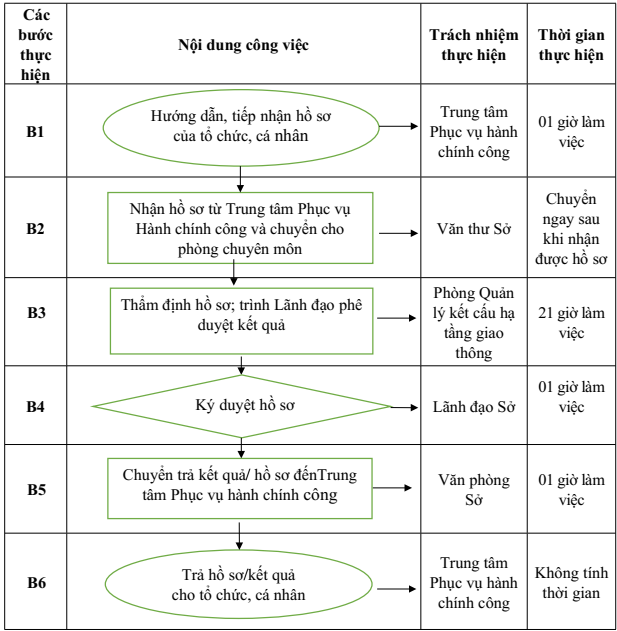 Các
bước
thực
hiện
Nội dung công việc
Trách nhiệm
thực hiện
Thời gian
thực hiện
B1
Hướng dẫn, tiếp nhận hồ sơ
của tổ chức, cá nhân
Trung tâm
Phục vụ hành
chính công
01 giờ làm
việc
B2
Nhận hồ sơ từ Trung tâm Phục vụ
Hành chính công và chuyển cho
phòng chuyên môn
Văn thư Sở
Chuyển
ngay sau
khi nhận
được hồ sơ
B3
Thẩm định hồ sơ; trình Lãnh đạo phê
duyệt kết quả
Phòng Quản
lý kết cấu hạ
tầng giao
thông
21 giờ làm
việc
B4
Ký duyệt hồ sơ
Lãnh đạo Sở
01 giờ làm
việc
B5
Chuyển trả kết quả/ hồ sơ đếnTrung
tâm Phục vụ hành chính công
Văn phòng
Sở
01 giờ làm
việc
B6
Trả hồ sơ/kết quả
cho tổ chức, cá nhân
Trung tâm
Phục vụ hành
chính công
Không tính
thời gian